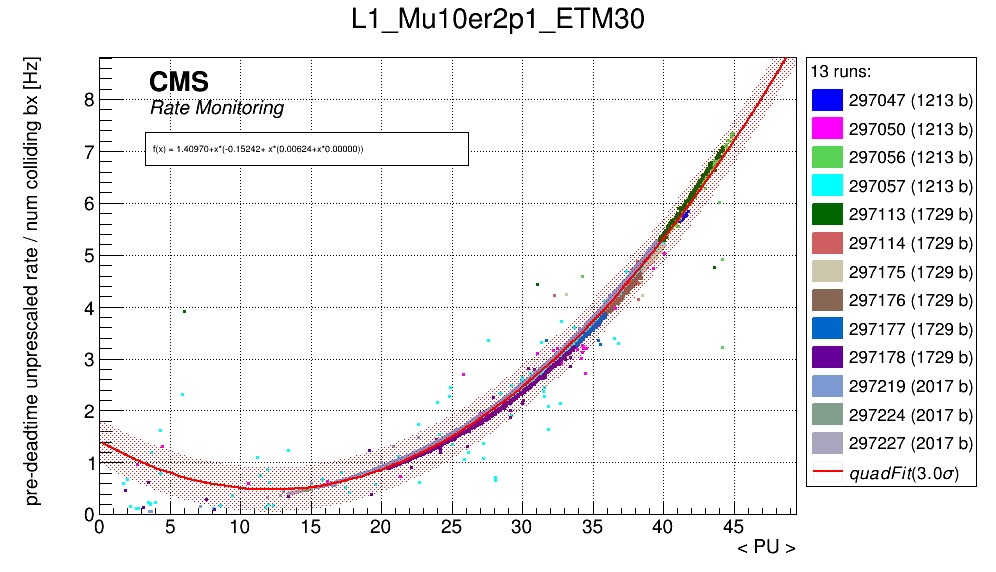 L1_Mu10er2p1_ETM30
pre-deadtime unprescaled rate / num colliding bx [Hz]
CMS
Rate Monitoring
f(x) = 1.40970+x*(-0.15242+ x*(0.00624+x*0.00000))
8
7
6
5
4
3
2
1
0
0 5 10 15 20 25 30 35 40 45
< PU >
13 runs:
297047 (1213 b)
297050 (1213 b)
297056 (1213 b)
297057 (1213 b)
297113 (1729 b)
297114 (1729 b)
297175 (1729 b)
297176 (1729 b)
297177 (1729 b)
297178 (1729 b)
297219 (2017 b)
297224 (2017 b)
297227 (2017 b)
quadFit(3.0σ)